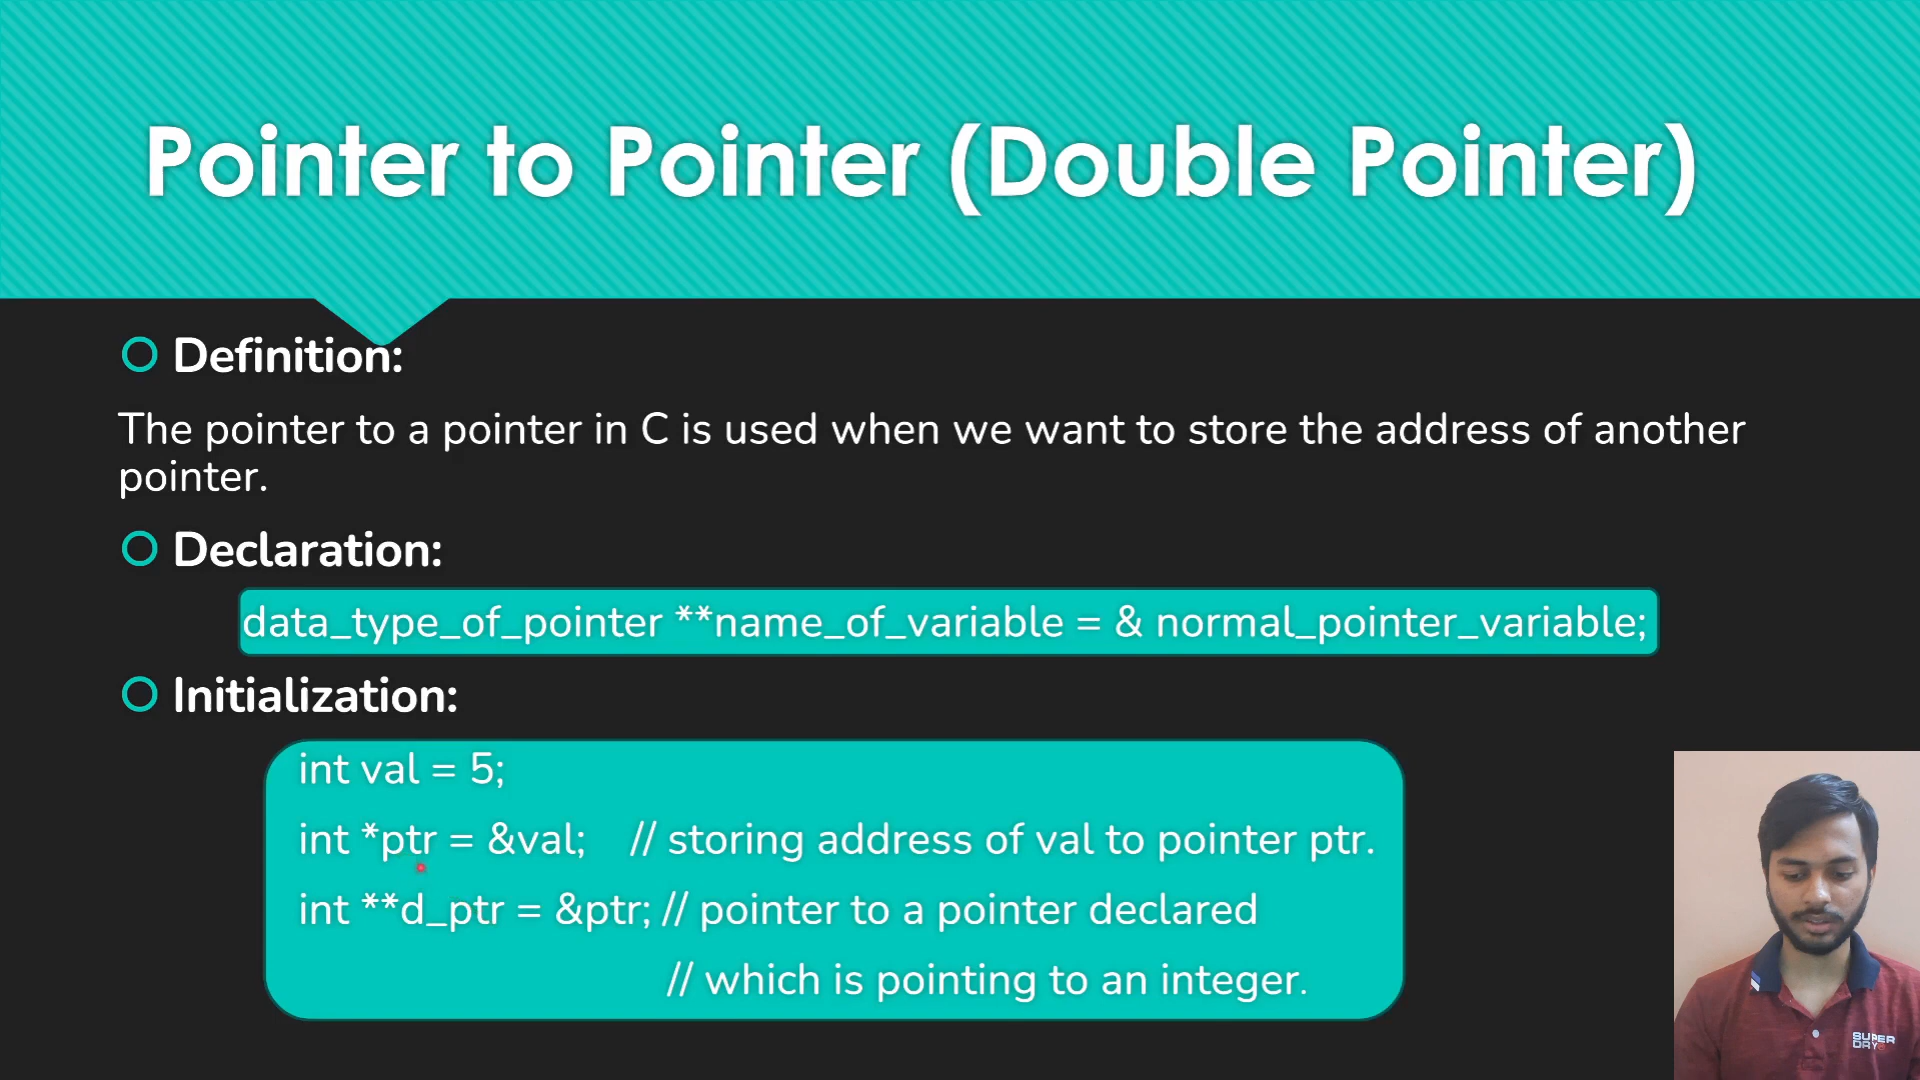 Pointer to Pointer (Double Pointer)
Definition:
The pointer to a pointer in C is used when we want to store the address of another
pointer.
Declaration:
data_type_of_pointer **name_of_variable = & normal_pointer_variable;
Initialization:
int val = 5;
int *ptr = &val; // storing address of val to pointer ptr.
int **d_ptr = &ptr; // pointer to a pointer declared
// which is pointing to an integer.
SUPER
DRY